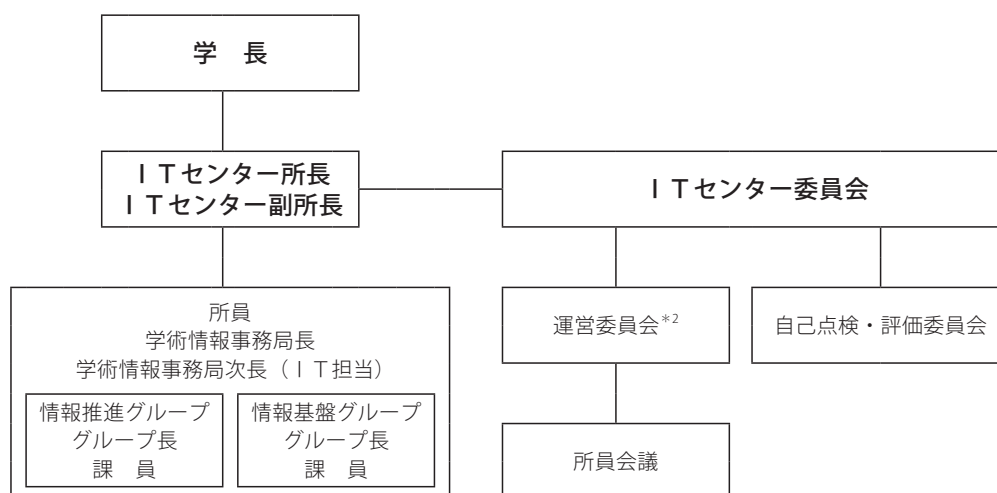 学　長
ＩＴセンター所長
ＩＴセンター副所長
ＩＴセンター委員会
所員
学術情報事務局長
学術情報事務局次長（ＩＴ担当）
情報推進グループ
グループ長
課　員
情報基盤グループ
グループ長
課　員
運営委員会*2
自己点検・評価委員会
所員会議